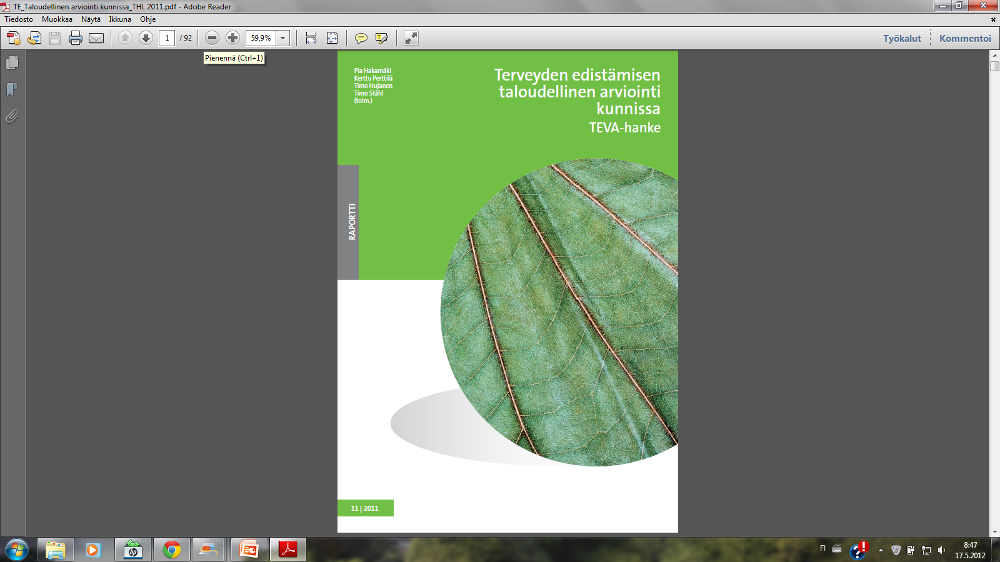 TE_Taloudellinen arviointi kunnissa_THL 2011.pdf - Adobe Reader
Tiedosto Muokkaa Näytä Ikkuna Ohje
1 / 92 59,9% Työkalut Kommentoi
Pienennä (Ctrl+1)
Pia Hakamäki
Kerttu Perttilä
Timo Hujanen
Timo Ståhl
(toim.)
Terveyden edistämisen
taloudellinen arviointi
kunnissa
TEVA-hanke
RAPORTTI
11 | 2011
hp
FI
8:47
17.5.2012